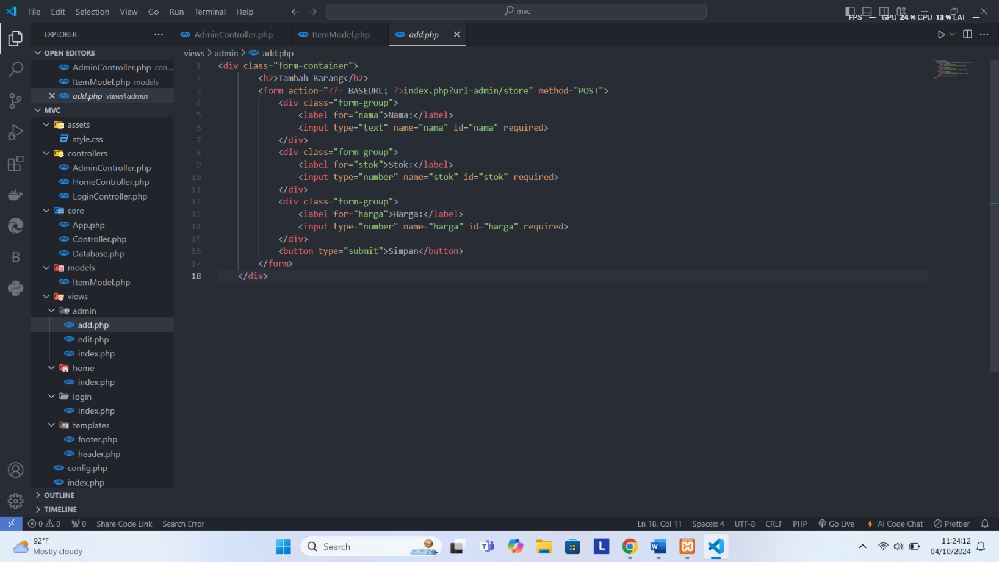 File Edit Selection View Go Run Terminal Help
mvc
FPS GPU 24 % CPU 13 % LAT
EXPLORER
AdminController.php ItemModel.php add.php
OPEN EDITORS
AdminController.php con...
ItemModel.php models
add.php views\admin
MVC
assets
style.css
controllers
AdminController.php
HomeController.php
LoginController.php
core
App.php
Controller.php
Database.php
models
ItemModel.php
views
admin
add.php
edit.php
index.php
home
index.php
login
index.php
templates
footer.php
header.php
config.php
index.php
OUTLINE
TIMELINE
views > admin > add.php
1 <div class="form-container">
2 <h2>Tambah Barang</h2>
3 <form action="<?= BASEURL; ?>index.php?url=admin/store" method="POST">
4 <div class="form-group">
5 <label for="nama">Nama:</label>
6 <input type="text" name="nama" id="nama" required>
7 </div>
8 <div class="form-group">
9 <label for="stok">Stok:</label>
10 <input type="number" name="stok" id="stok" required>
11 </div>
12 <div class="form-group">
13 <label for="harga">Harga:</label>
14 <input type="number" name="harga" id="harga" required>
15 </div>
16 <button type="submit">Simpan</button>
17 </form>
18 </div>
0 0 0 Share Code Link Search Error
Ln 18, Col 11 Spaces: 4 UTF-8 CRLF PHP Go Live AI Code Chat Prettier
92°F
Mostly cloudy
Search
11:24:12
04/10/2024